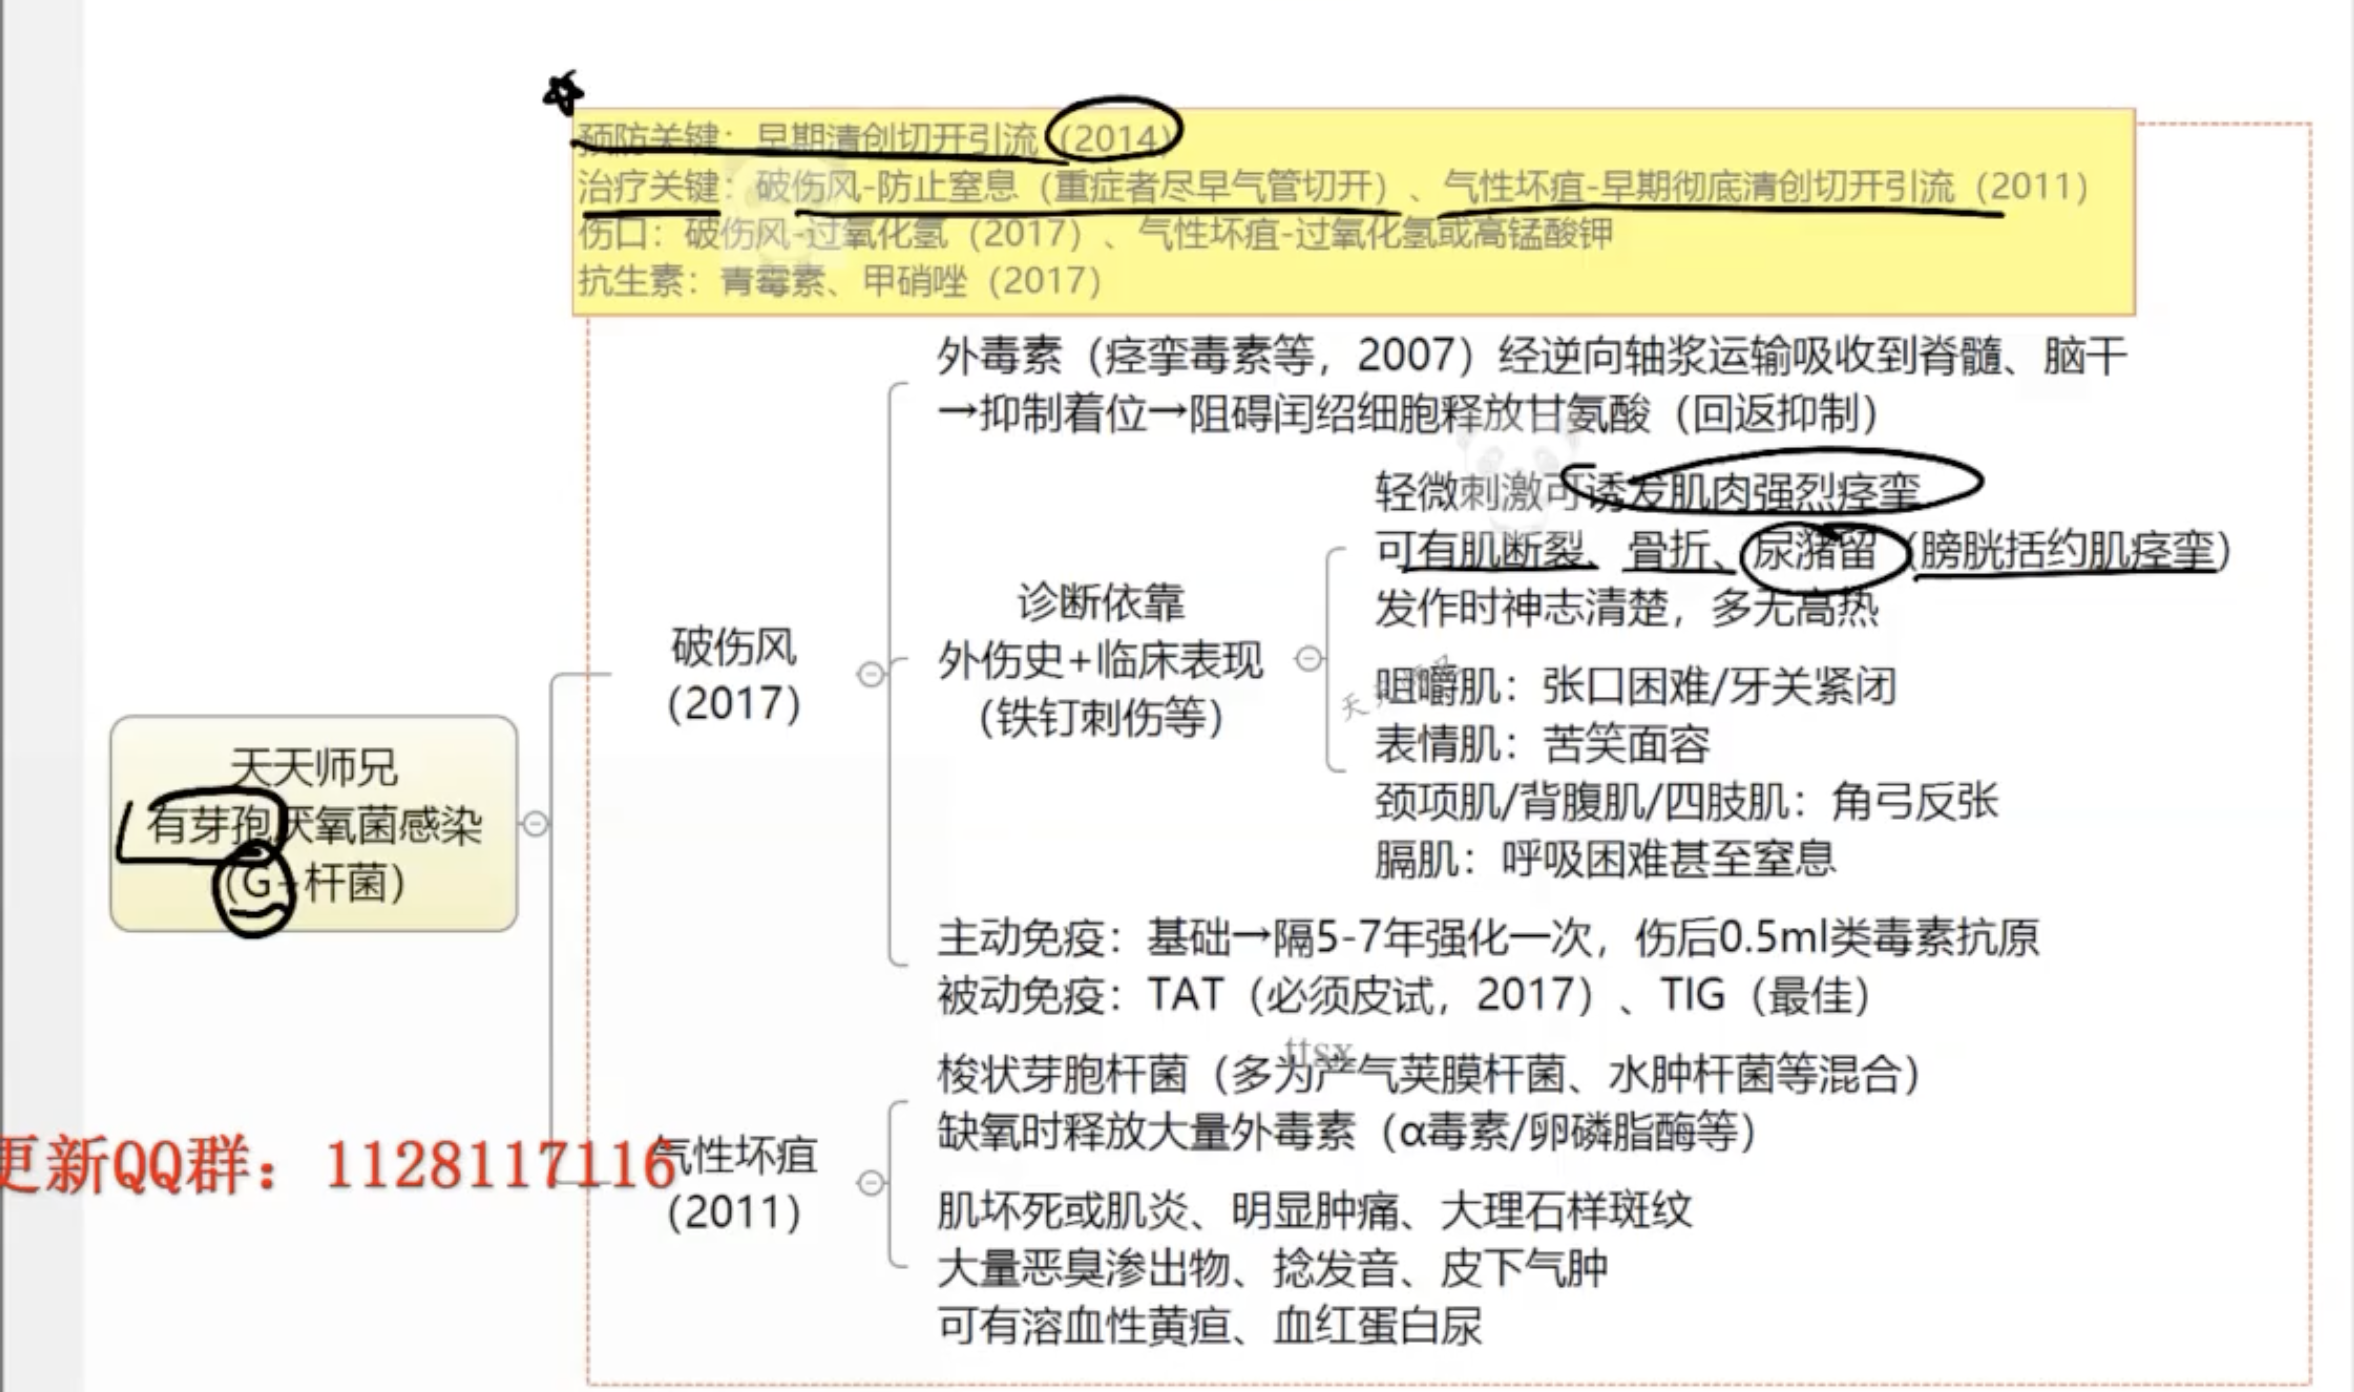 预防关键：早期清创切开引流（2014）
治疗关键：破伤风-防止窒息（重症者尽早气管切开）、气性坏疽-早期彻底清创切开引流（2011）
伤口：破伤风-过氧化氢（2017）、气性坏疽-过氧化氢或高锰酸钾
抗生素：青霉素、甲硝唑（2017）
外毒素（痉挛毒素等，2007）经逆向轴浆运输吸收到脊髓、脑干
→抑制着位→阻碍闰绍细胞释放甘氨酸（回返抑制）
轻微刺激可诱发肌肉强烈痉挛
可有肌断裂、骨折、尿潴留（膀胱括约肌痉挛）
发作时神志清楚，多无高热
诊断依靠
外伤史+临床表现
（铁钉刺伤等）
咀嚼肌：张口困难/牙关紧闭
表情肌：苦笑面容
颈项肌/背腹肌/四肢肌：角弓反张
膈肌：呼吸困难甚至窒息
破伤风
（2017）
天天师兄
有芽孢厌氧菌感染
（G+杆菌）
主动免疫：基础→隔5-7年强化一次，伤后0.5ml类毒素抗原
被动免疫：TAT（必须皮试，2017）、TIG（最佳）
ttsx
梭状芽胞杆菌（多为产气荚膜杆菌、水肿杆菌等混合）
缺氧时释放大量外毒素（α毒素/卵磷脂酶等）
更新QQ群：1128117116
气性坏疽
（2011）
肌坏死或肌炎、明显肿痛、大理石样斑纹
大量恶臭渗出物、捻发音、皮下气肿
可有溶血性黄疸、血红蛋白尿